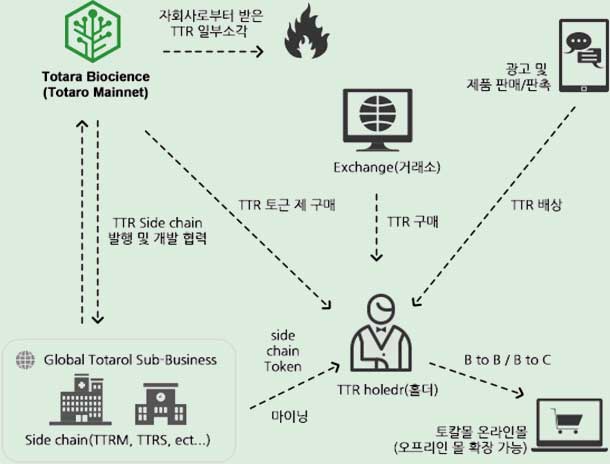 자회사로부터 받은
TTR 일부소각
Totara Biocience
(Totaro Mainnet)
광고 및
제품 판매/판촉
Exchange(거래소)
TTR 토큰 제 구매
TTR 구매
TTR 배상
TTR Side chain
발행 및 개발 협력
Global Totarol Sub-Business
Side chain(TTRM, TTRS, ect...)
side
chain
Token
마이닝
TTR holedr(홀더)
B to B / B to C
토칼몰 온라인몰
(오프리인 몰 확장 가능)